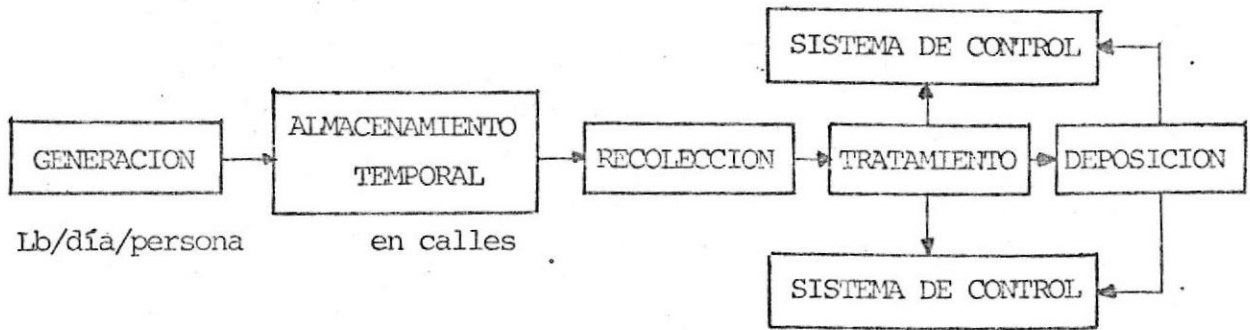 SISTEMA DE CONTROL
GENERACION
ALMACENAMIENTO
TEMPORAL
RECOLECCION
TRATAMIENTO
DEPOSICION
Lb/día/persona
en calles
SISTEMA DE CONTROL